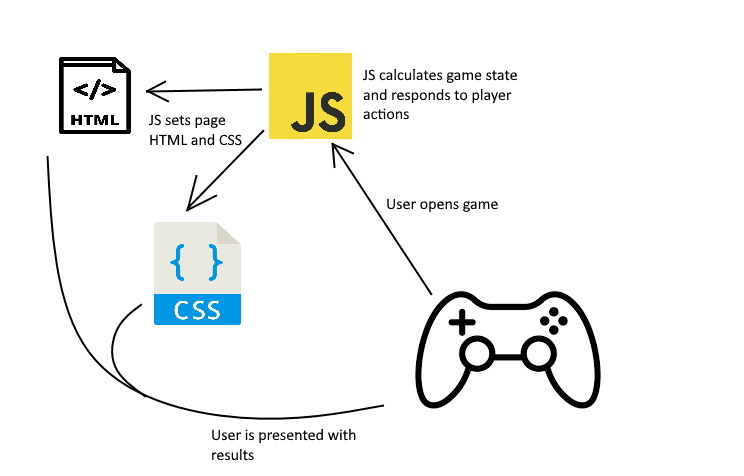 </>
HTML
JS
JS calculates game state
and responds to player
actions
JS sets page
HTML and CSS
User opens game
{ }
CSS
User is presented with
results